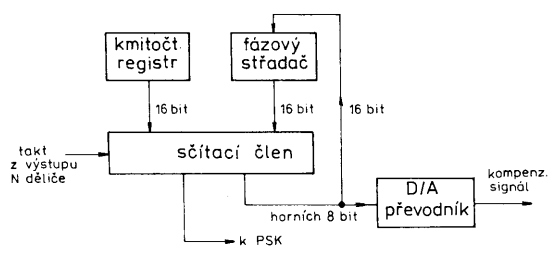 kmitočt.
registr
fázový
střadač
16 bit
16 bit
16 bit
takt
z výstupu
N děliče
sčítací člen
D/A
převodník
kompenz.
signál
horních 8 bit
k PSK